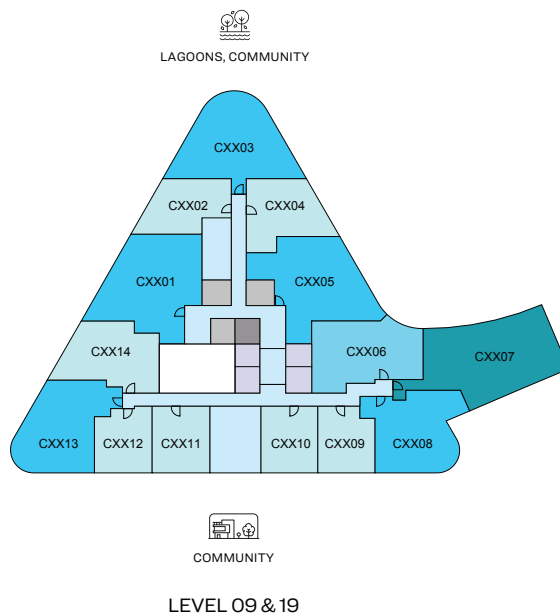 LAGOONS, COMMUNITY
CXX03
CXX02
CXX04
CXX01
CXX05
CXX14
CXX06
CXX07
CXX13
CXX12
CXX11
CXX10
CXX09
CXX08
COMMUNITY
LEVEL 09 & 19